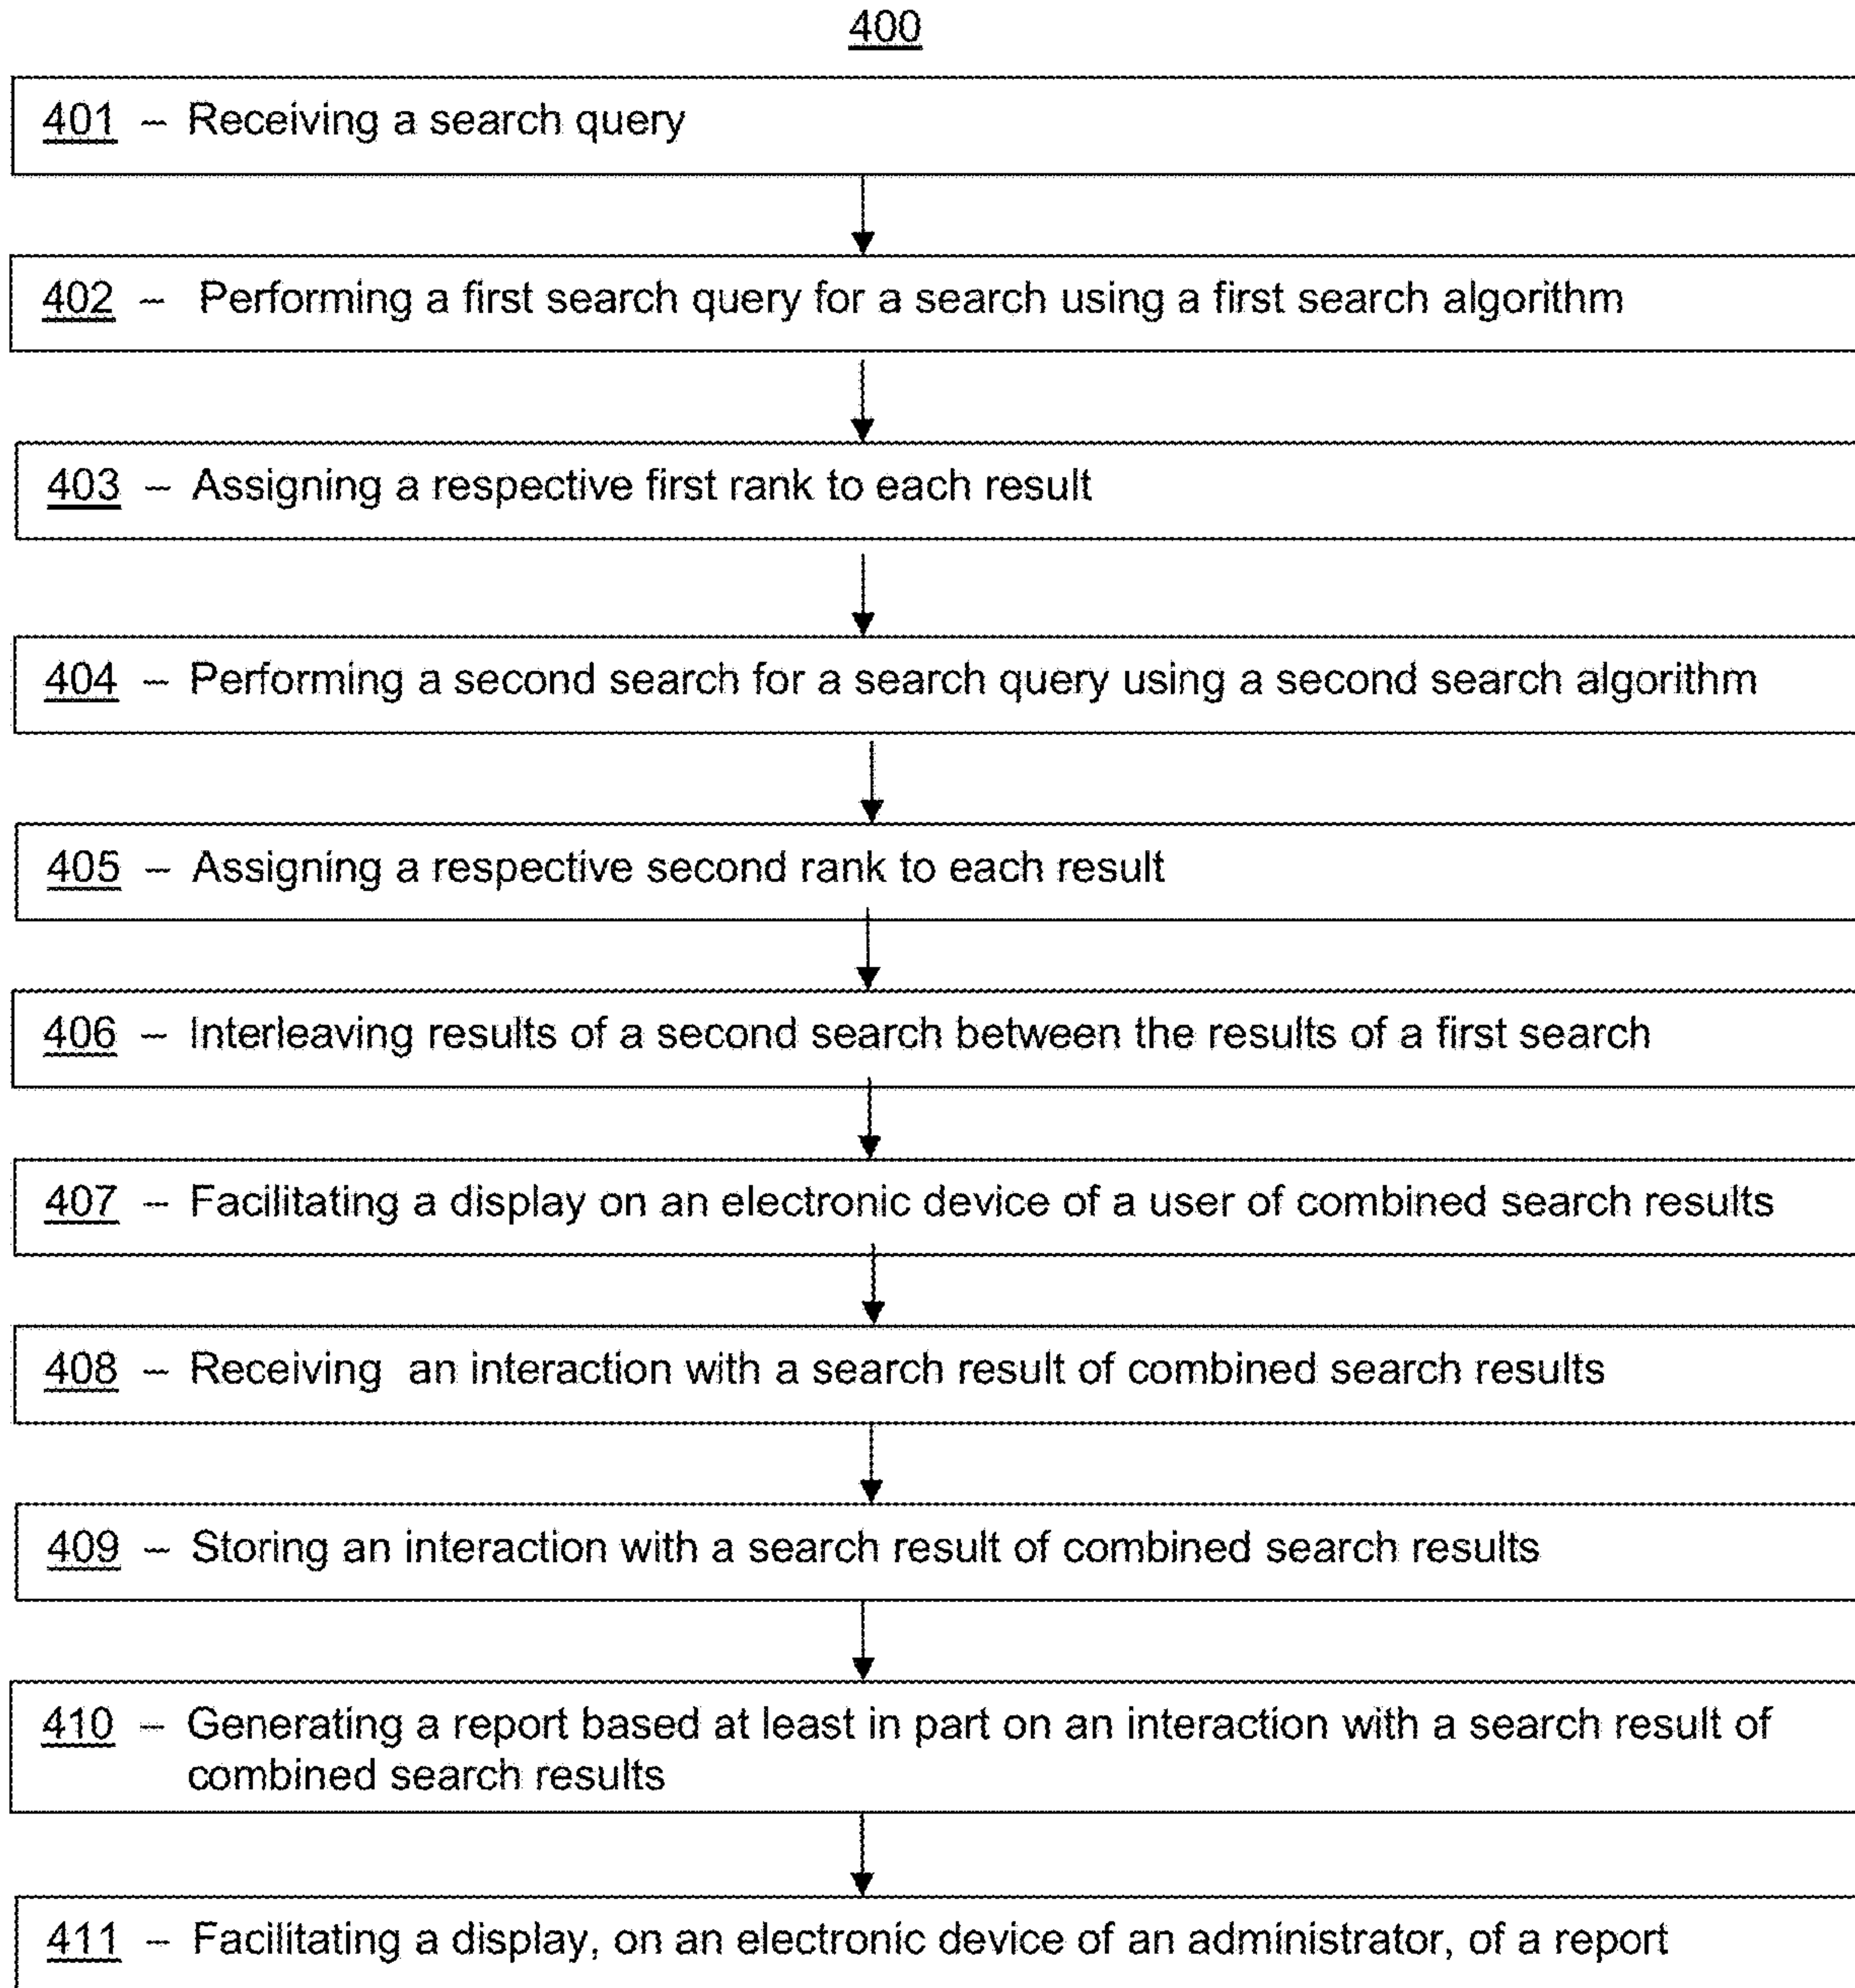 400
401 – Receiving a search query
402 – Performing a first search query for a search using a first search algorithm
403 – Assigning a respective first rank to each result
404 – Performing a second search for a search query using a second search algorithm
405 – Assigning a respective second rank to each result
406 – Interleaving results of a second search between the results of a first search
407 – Facilitating a display on an electronic device of a user of combined search results
408 – Receiving an interaction with a search result of combined search results
409 – Storing an interaction with a search result of combined search results
410 – Generating a report based at least in part on an interaction with a search result of
combined search results
411 – Facilitating a display, on an electronic device of an administrator, of a report